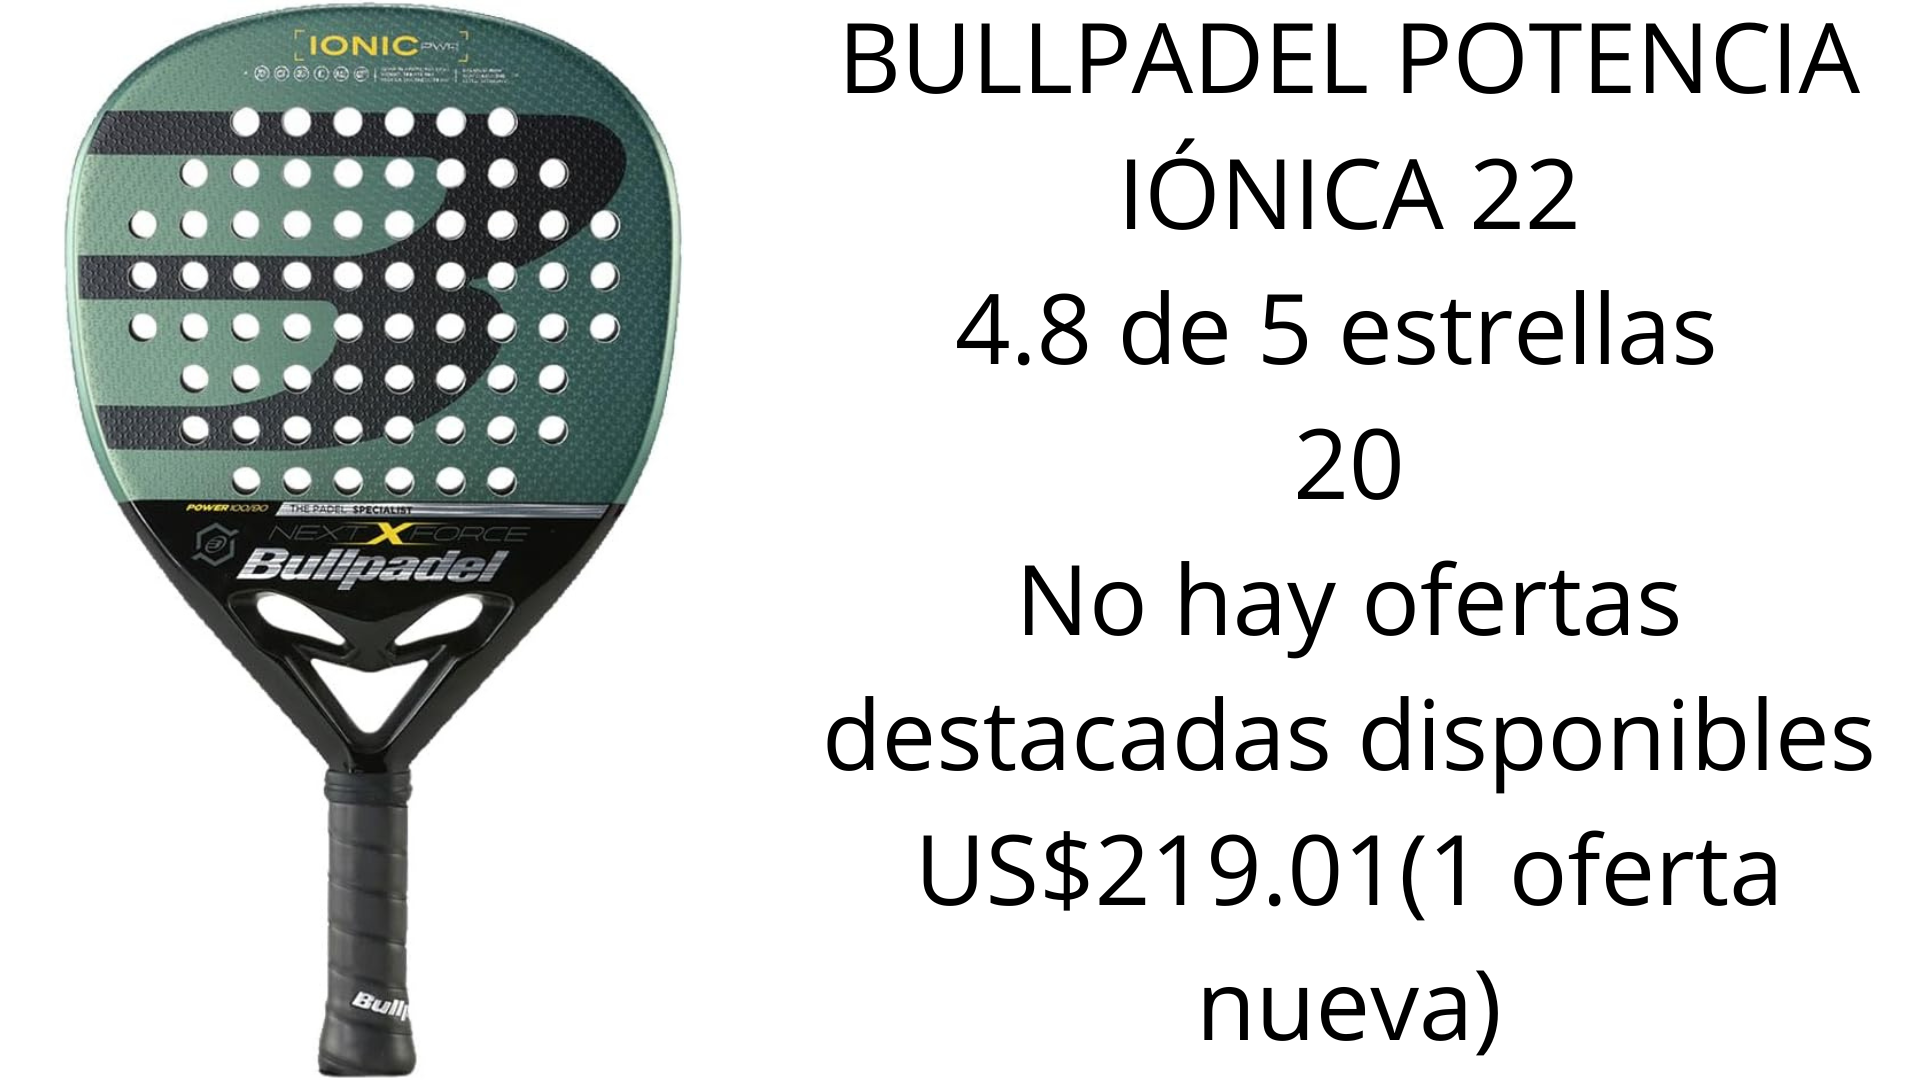 IONIC PWR
POWER 100/90 THE PADEL SPECIALIST
NEXT X FORCE
Bullpadel
Bullp
BULLPADEL POTENCIA
IÓNICA 22
4.8 de 5 estrellas
20
No hay ofertas
destacadas disponibles
US$219.01(1 oferta
nueva)